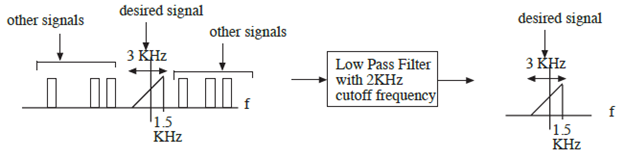 other signals
desired signal
other signals
3 KHz
f
1.5
KHz
Low Pass Filter
with 2KHz
cutoff frequency
desired signal
3 KHz
f
1.5
KHz